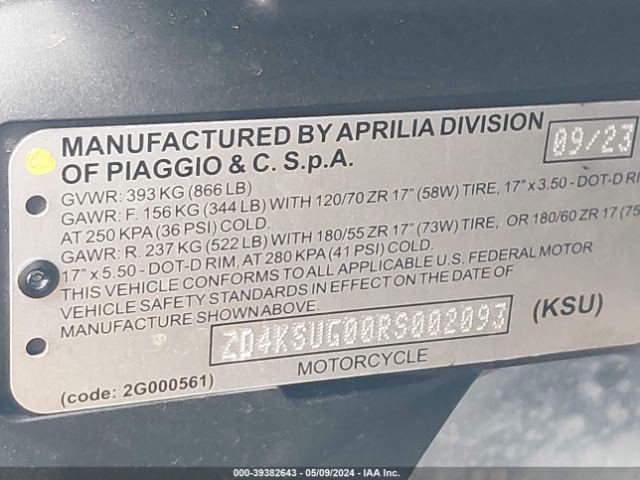 MANUFACTURED BY APRILIA DIVISION
OF PIAGGIO & C. S.p.A.
09/23
GVWR: 393 KG (866 LB)
GAWR: F. 156 KG (344 LB) WITH 120/70 ZR 17" (58W) TIRE, 17" x 3.50 - DOT-D RIM
AT 250 KPA (36 PSI) COLD.
GAWR: R. 237 KG (522 LB) WITH 180/55 ZR 17" (73W) TIRE, OR 180/60 ZR 17 (75
17" x 5.50 - DOT-D RIM, AT 280 KPA (41 PSI) COLD.
THIS VEHICLE CONFORMS TO ALL APPLICABLE U.S. FEDERAL MOTOR
VEHICLE SAFETY STANDARDS IN EFFECT ON THE DATE OF
MANUFACTURE SHOWN ABOVE.
ZD4KSUG00RS002093 (KSU)
MOTORCYCLE
(code: 2G000561)
000-39382643 - 05/09/2024 - IAA Inc.